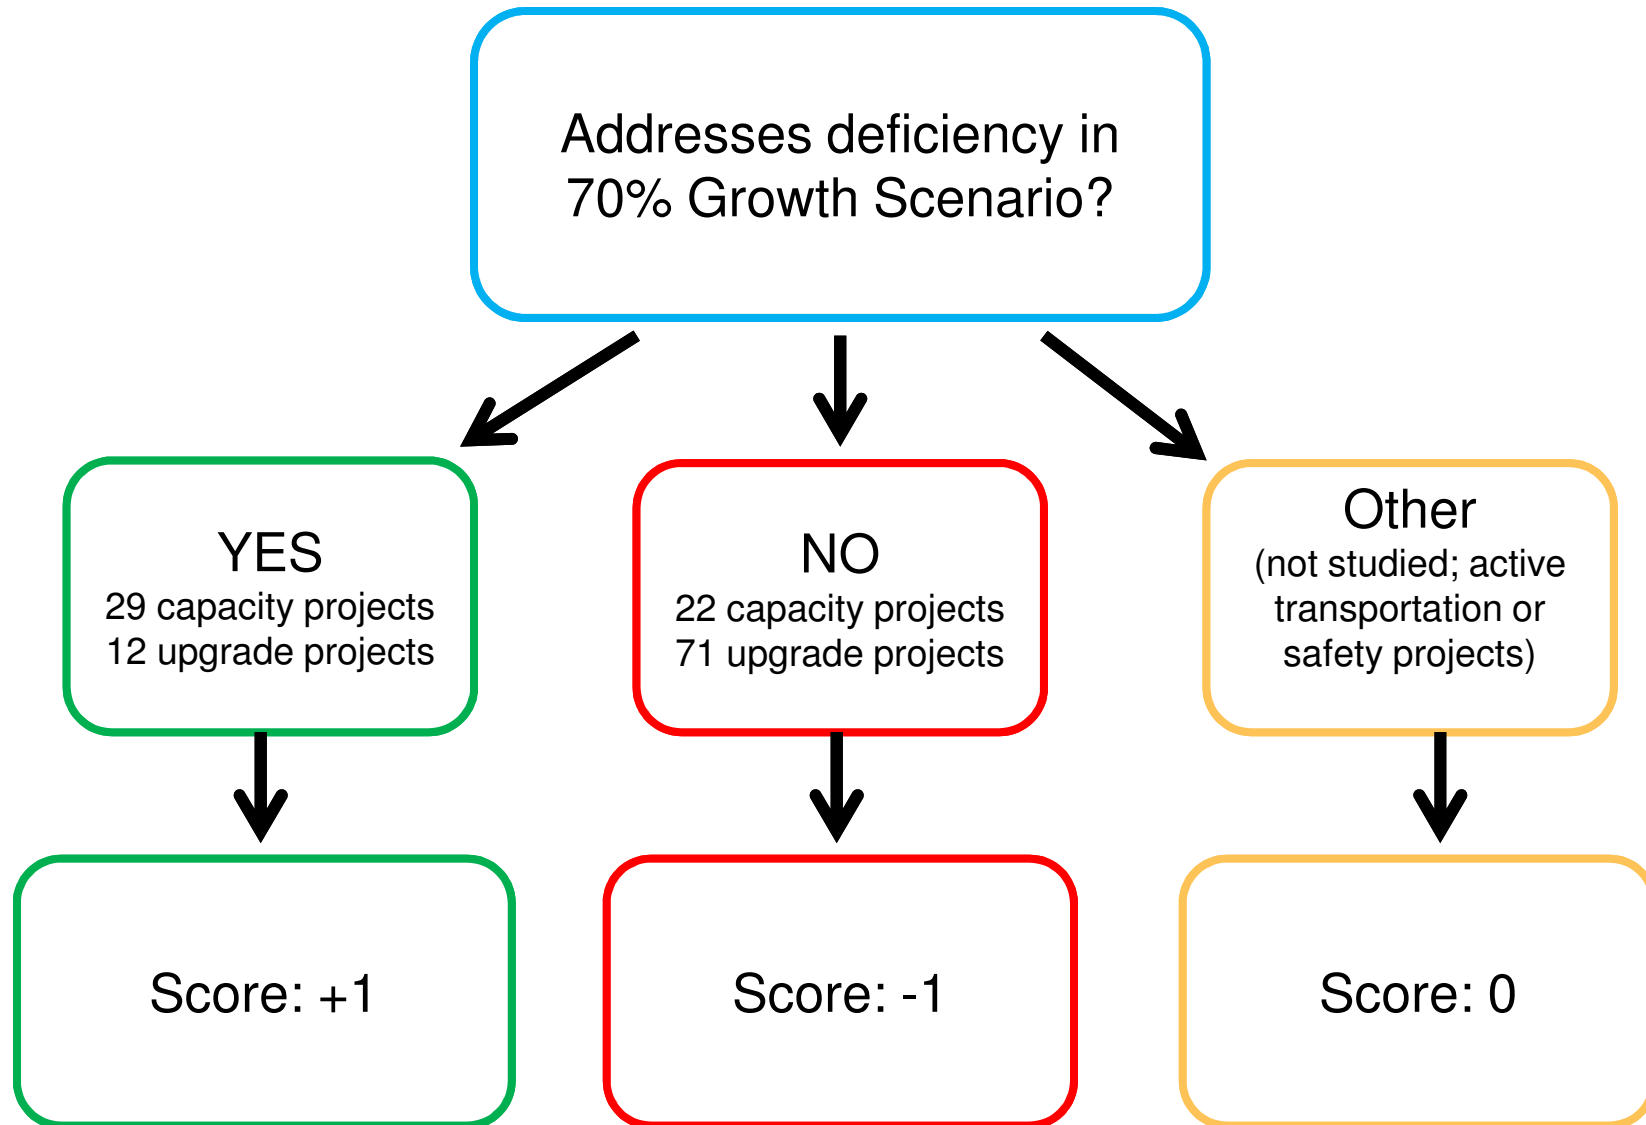 Addresses deficiency in
70% Growth Scenario?
YES
29 capacity projects
12 upgrade projects
NO
22 capacity projects
71 upgrade projects
Other
(not studied; active
transportation or
safety projects)
Score: +1
Score: -1
Score: 0